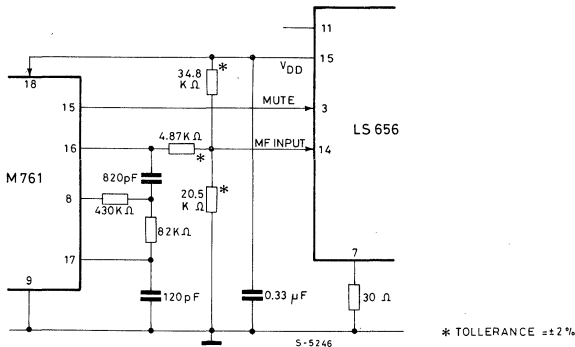 11
18
V DD
15
34.8 KΩ
*
15
MUTE
3
LS 656
16
4.87KΩ
*
MF INPUT
14
M761
820pF
20.5 KΩ
*
8
430KΩ
82KΩ
17
7
9
120pF
0.33 µF
30 Ω
S-5246
* TOLLERANCE = ±2%